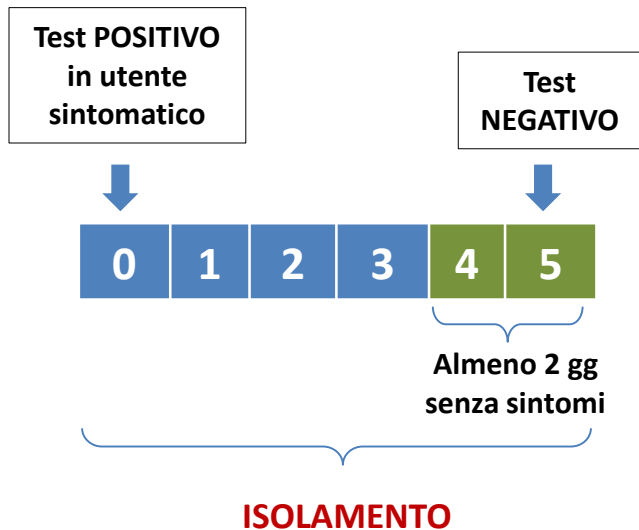 Test POSITIVO
in utente
sintomatico
Test
NEGATIVO
0 1 2 3 4 5
Almeno 2 gg
senza sintomi
ISOLAMENTO